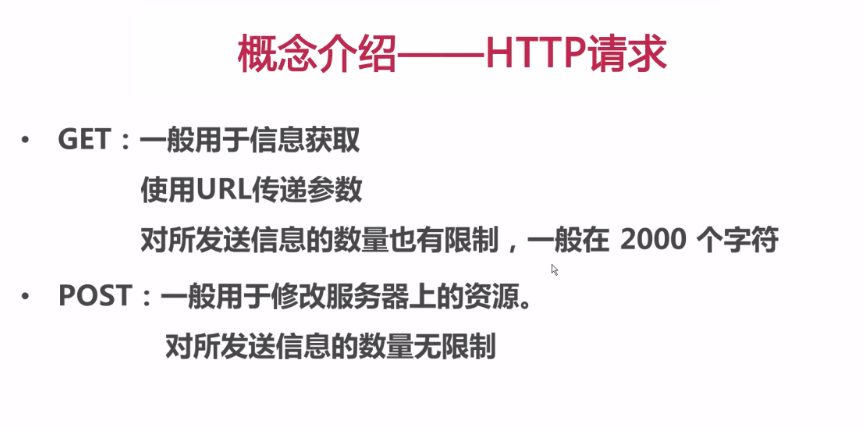 概念介绍——HTTP请求
• GET：一般用于信息获取
使用URL传递参数
对所发送信息的数量也有限制，一般在 2000 个字符
• POST：一般用于修改服务器上的资源。
对所发送信息的数量无限制